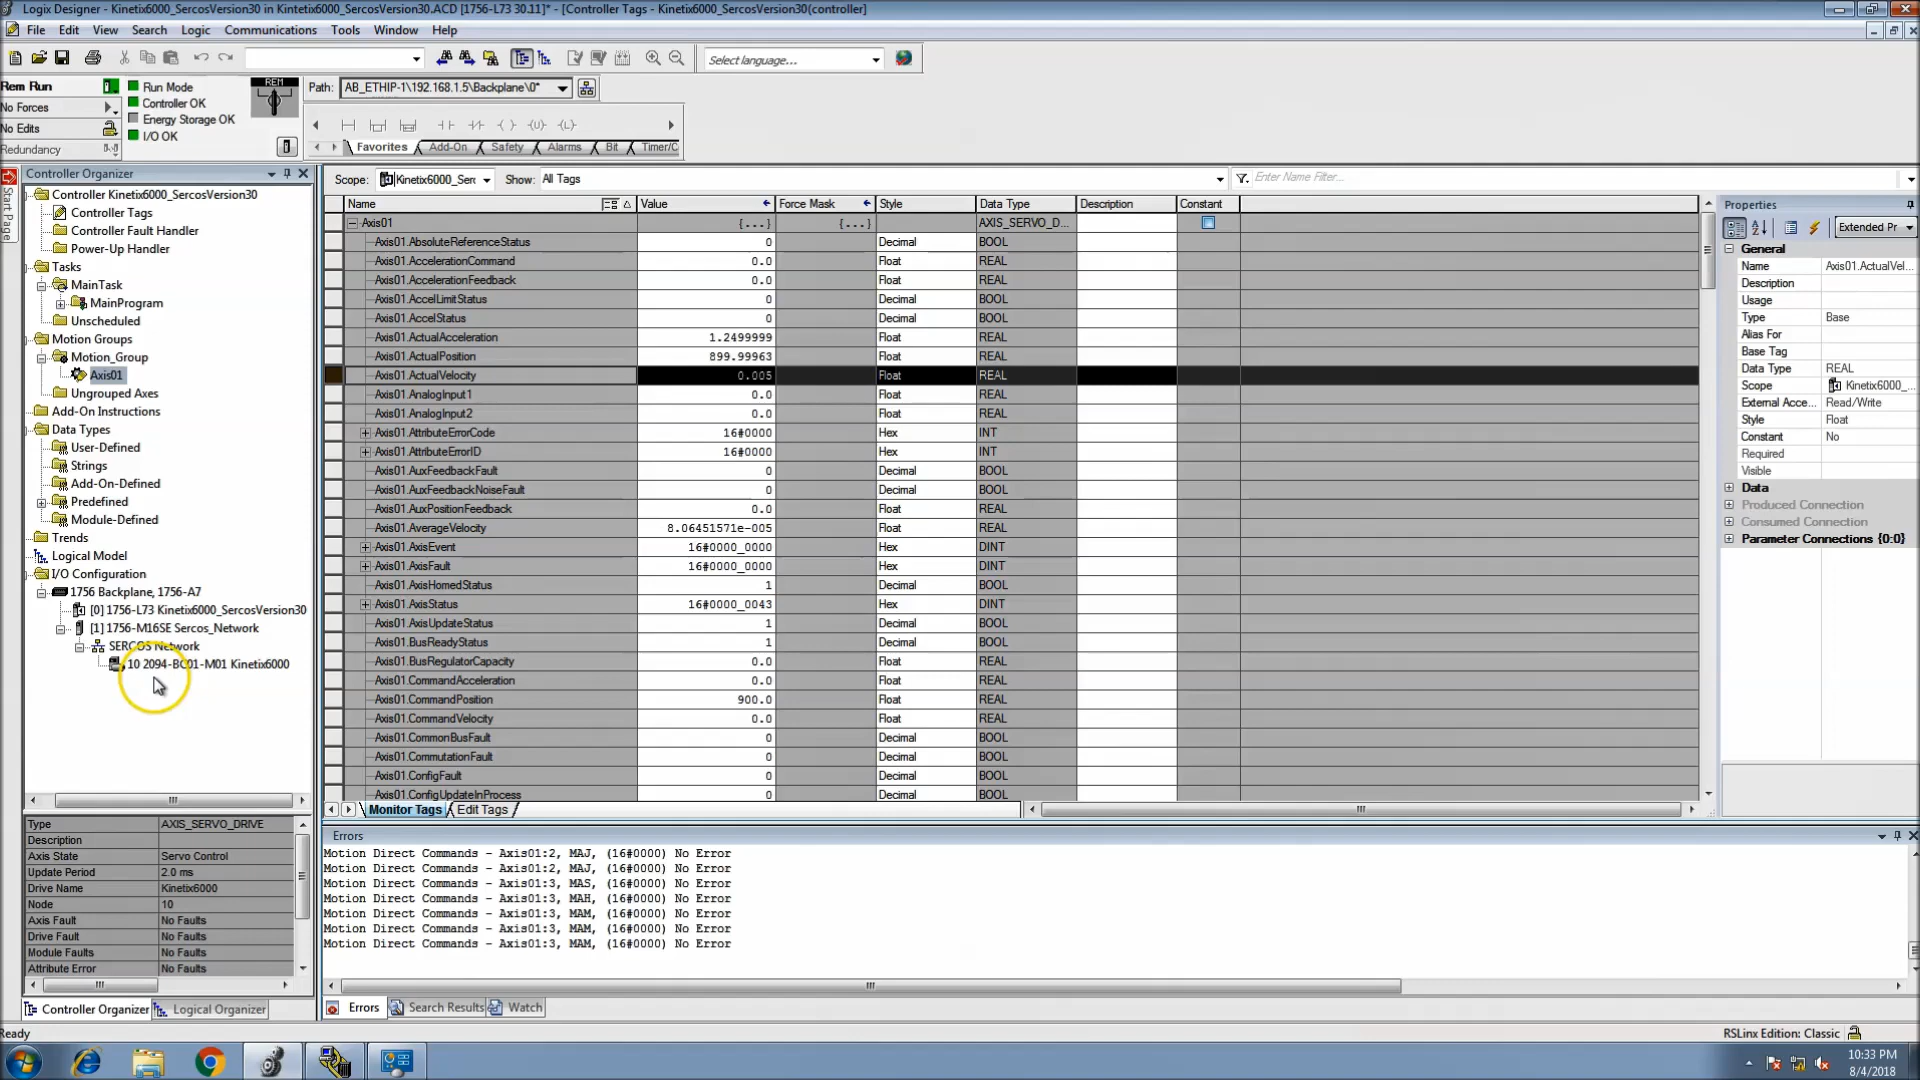 Logix Designer - Kinetix6000_SercosVersion30 in Kintetix6000_SercosVersion30.ACD [1756-L73 30.11]* - [Controller Tags - Kinetix6000_SercosVersion30(controller)]
File Edit View Search Logic Communications Tools Window Help
Select language...
Rem Run
No Forces
No Edits
Redundancy
Run Mode
Controller OK
Energy Storage OK
I/O OK
REM
Path: AB_ETHIP-1\192.168.1.5\Backplane\0*
Favorites Add-On Safety Alarms Bit Timer/C
Start Page
Controller Organizer
Controller Kinetix6000_SercosVersion30
Controller Tags
Controller Fault Handler
Power-Up Handler
Tasks
MainTask
MainProgram
Unscheduled
Motion Groups
Motion_Group
Axis01
Ungrouped Axes
Add-On Instructions
Data Types
User-Defined
Strings
Add-On-Defined
Predefined
Module-Defined
Trends
Logical Model
I/O Configuration
1756 Backplane, 1756-A7
[0] 1756-L73 Kinetix6000_SercosVersion30
[1] 1756-M16SE Sercos_Network
SERCOS Network
10 2094-BC01-M01 Kinetix6000
Type AXIS_SERVO_DRIVE
Description
Axis State Servo Control
Update Period 2.0 ms
Drive Name Kinetix6000
Node 10
Axis Fault No Faults
Drive Fault No Faults
Module Faults No Faults
Attribute Error No Faults
Controller Organizer Logical Organizer
Scope: Kinetix6000_Serc Show: All Tags Enter Name Filter...
Name Value Force Mask Style Data Type Description Constant
Axis01 {...} {...} AXIS_SERVO_D...
Axis01.AbsoluteReferenceStatus 0 Decimal BOOL
Axis01.AccelerationCommand 0.0 Float REAL
Axis01.AccelerationFeedback 0.0 Float REAL
Axis01.AccelLimitStatus 0 Decimal BOOL
Axis01.AccelStatus 0 Decimal BOOL
Axis01.ActualAcceleration 1.2499999 Float REAL
Axis01.ActualPosition 899.99963 Float REAL
Axis01.ActualVelocity 0.005 Float REAL
Axis01.AnalogInput1 0.0 Float REAL
Axis01.AnalogInput2 0.0 Float REAL
Axis01.AttributeErrorCode 16#0000 Hex INT
Axis01.AttributeErrorID 16#0000 Hex INT
Axis01.AuxFeedbackFault 0 Decimal BOOL
Axis01.AuxFeedbackNoiseFault 0 Decimal BOOL
Axis01.AuxPositionFeedback 0.0 Float REAL
Axis01.AverageVelocity 8.06451571e-005 Float REAL
Axis01.AxisEvent 16#0000_0000 Hex DINT
Axis01.AxisFault 16#0000_0000 Hex DINT
Axis01.AxisHomedStatus 1 Decimal BOOL
Axis01.AxisStatus 16#0000_0043 Hex DINT
Axis01.AxisUpdateStatus 1 Decimal BOOL
Axis01.BusReadyStatus 1 Decimal BOOL
Axis01.BusRegulatorCapacity 0.0 Float REAL
Axis01.CommandAcceleration 0.0 Float REAL
Axis01.CommandPosition 900.0 Float REAL
Axis01.CommandVelocity 0.0 Float REAL
Axis01.CommonBusFault 0 Decimal BOOL
Axis01.CommutationFault 0 Decimal BOOL
Axis01.ConfigFault 0 Decimal BOOL
Axis01.ConfigUpdateInProcess 0 Decimal BOOL
Monitor Tags Edit Tags
Properties
Extended Pr
General
Name Axis01.ActualVel...
Description
Usage
Type Base
Alias For
Base Tag
Data Type REAL
Scope Kinetix6000_...
External Acce... Read/Write
Style Float
Constant No
Required
Visible
Data
Produced Connection
Consumed Connection
Parameter Connections {0:0}
Errors
Motion Direct Commands - Axis01:2, MAJ, (16#0000) No Error
Motion Direct Commands - Axis01:2, MAJ, (16#0000) No Error
Motion Direct Commands - Axis01:3, MAS, (16#0000) No Error
Motion Direct Commands - Axis01:3, MAH, (16#0000) No Error
Motion Direct Commands - Axis01:3, MAM, (16#0000) No Error
Motion Direct Commands - Axis01:3, MAM, (16#0000) No Error
Motion Direct Commands - Axis01:3, MAM, (16#0000) No Error
Errors Search Results Watch
Ready
RSLinx Edition: Classic
10:33 PM
8/4/2018